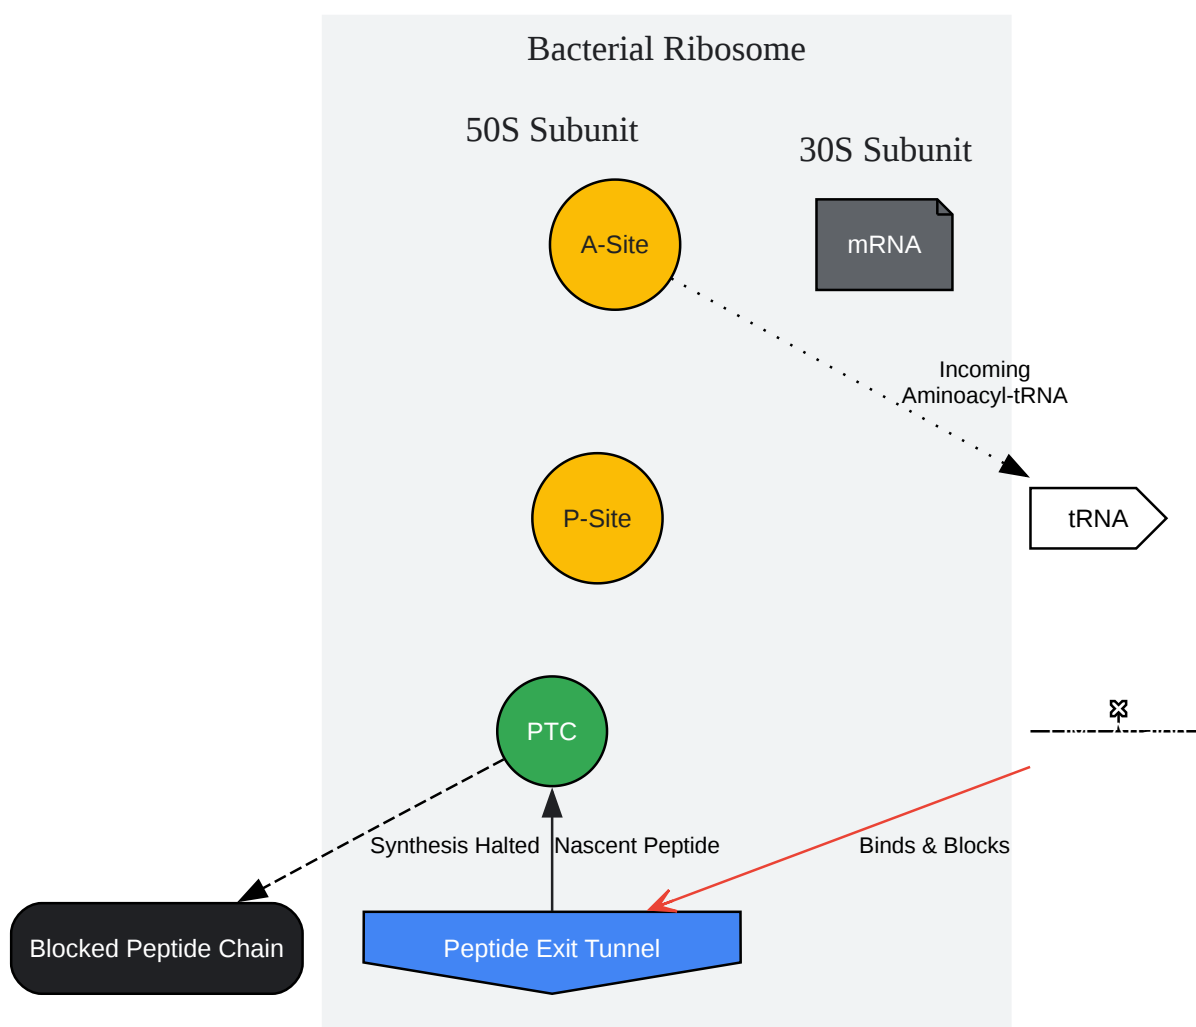 Bacterial Ribosome
50S Subunit
30S Subunit
A-Site
mRNA
Incoming
Aminoacyl-tRNA
P-Site
tRNA
PTC
Synthesis Halted
Nascent Peptide
Binds & Blocks
Blocked Peptide Chain
Peptide Exit Tunnel